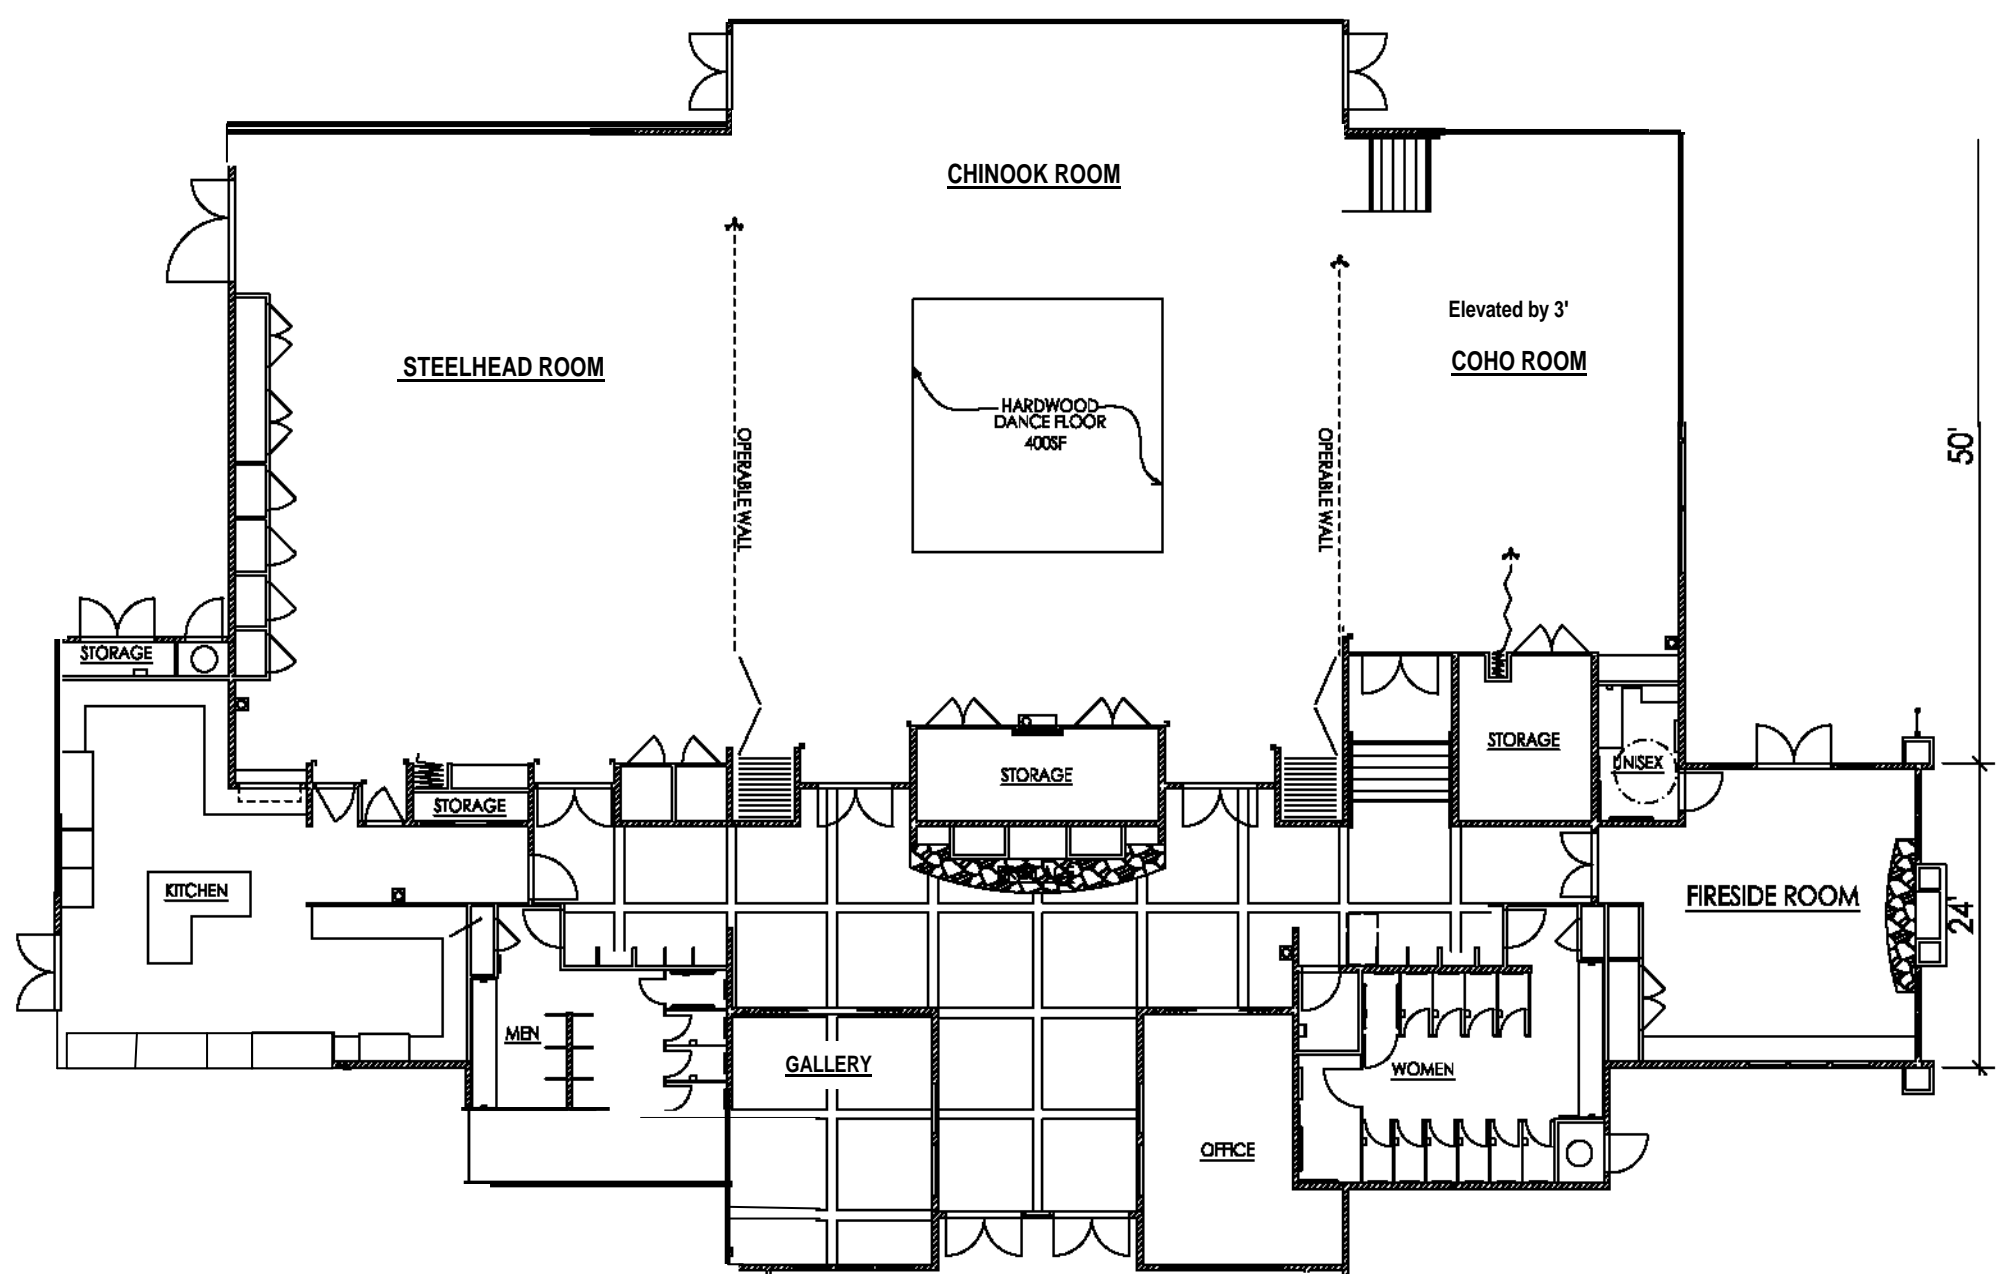 CHINOOK ROOM
Elevated by 3'
STEELHEAD ROOM
COHO ROOM
HARDWOOD
DANCE FLOOR
400SF
OPERABLE WALL
OPERABLE WALL
50'
STORAGE
STORAGE
STORAGE
UNISEX
STORAGE
STORAGE
KITCHEN
FIRESIDE ROOM
24'
MEN
GALLERY
WOMEN
OFFICE